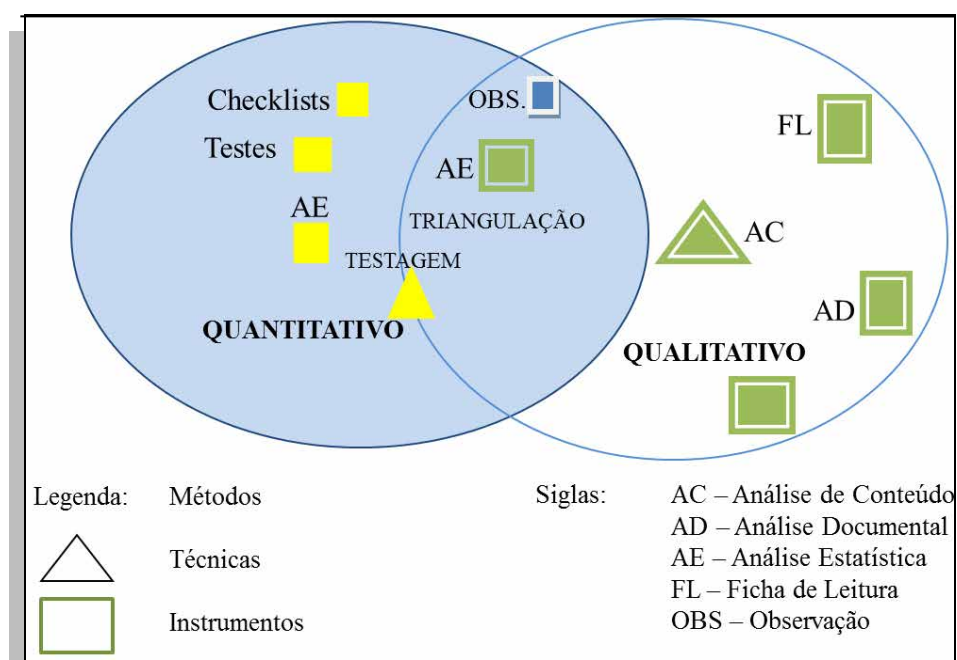 Checklists
OBS.
FL
Testes
AE
AE
TRIANGULAÇÃO
AC
TESTAGEM
AD
QUANTITATIVO
QUALITATIVO
Legenda: Métodos
Técnicas
Instrumentos
Siglas: AC – Análise de Conteúdo
AD – Análise Documental
AE – Análise Estatística
FL – Ficha de Leitura
OBS – Observação